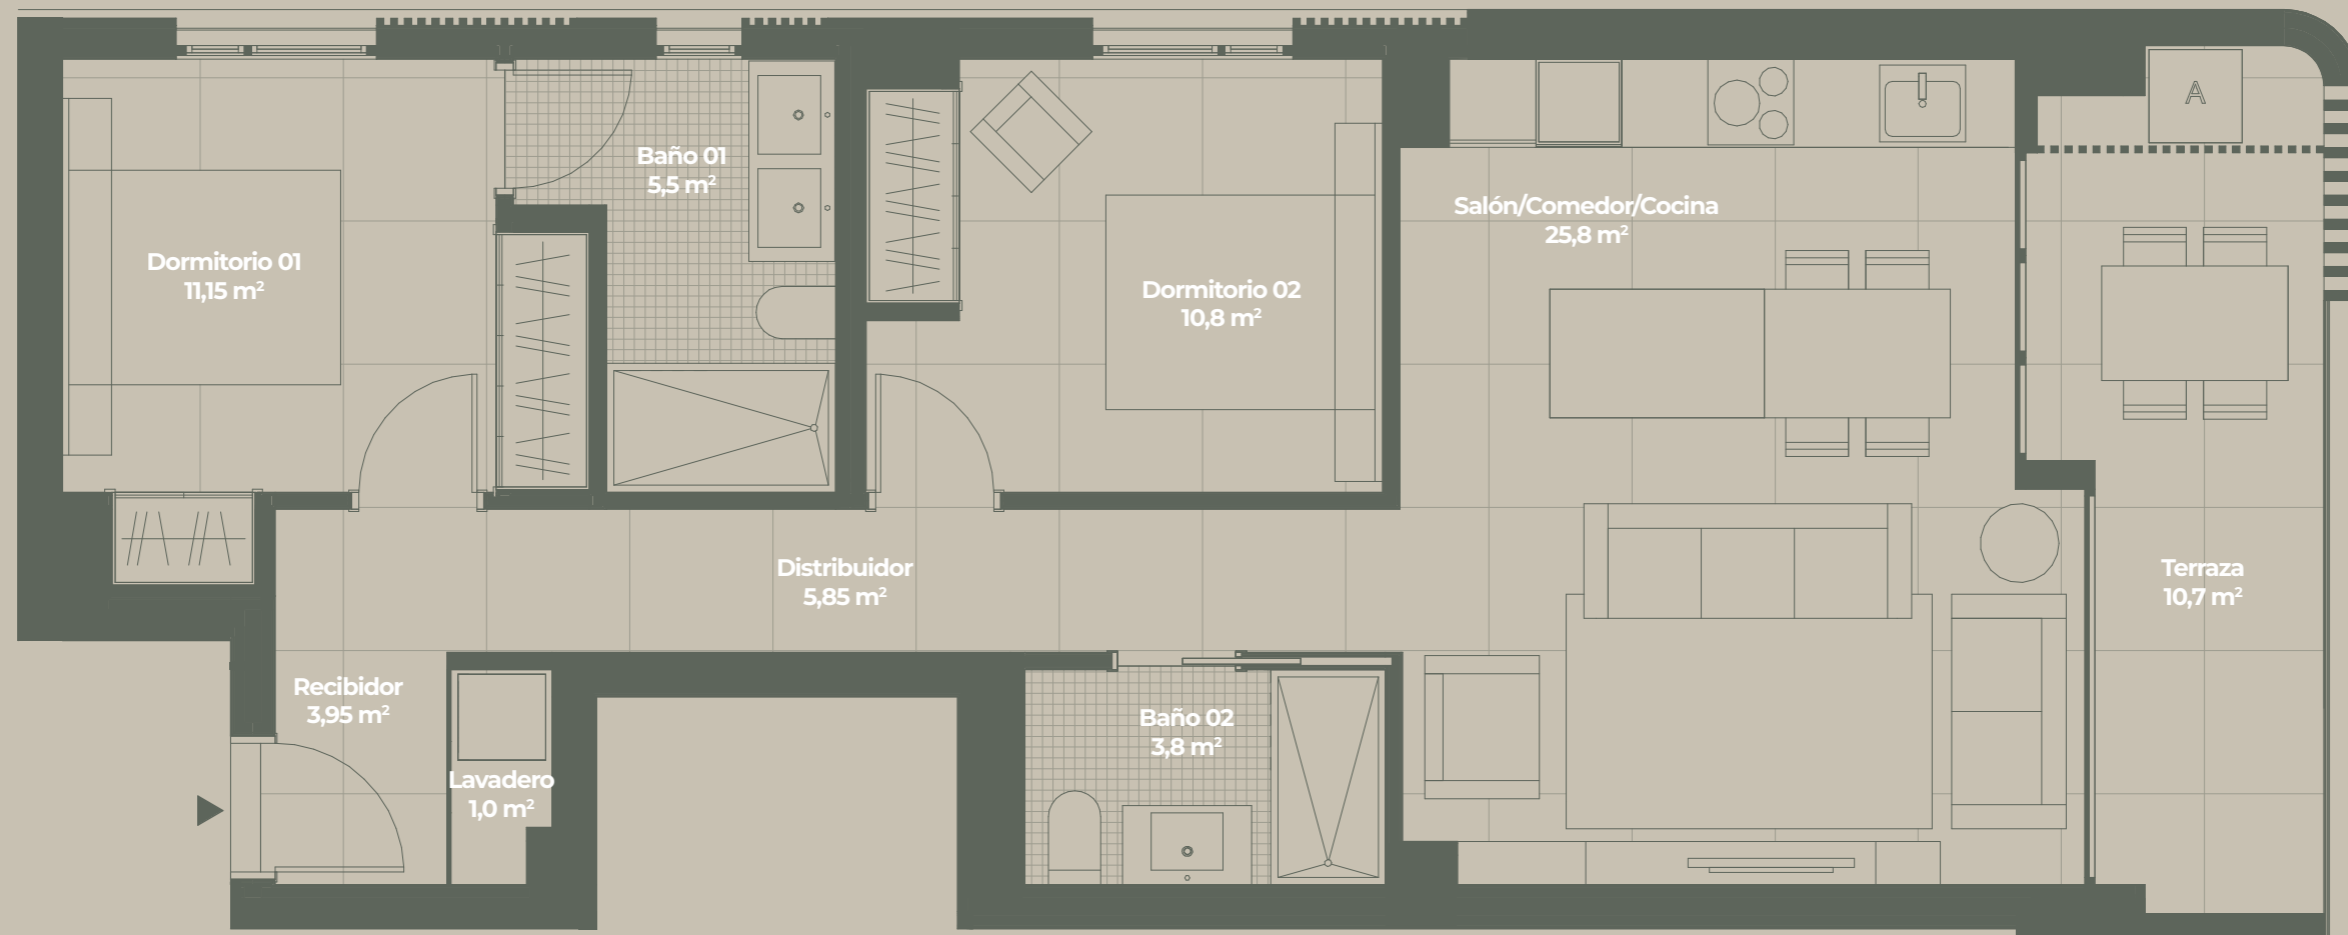 Dormitorio 01
11,15 m²
Baño 01
5,5 m²
Dormitorio 02
10,8 m²
Salón/Comedor/Cocina
25,8 m²
A
Distribuidor
5,85 m²
Terraza
10,7 m²
Recibidor
3,95 m²
Lavadero
1,0 m²
Baño 02
3,8 m²